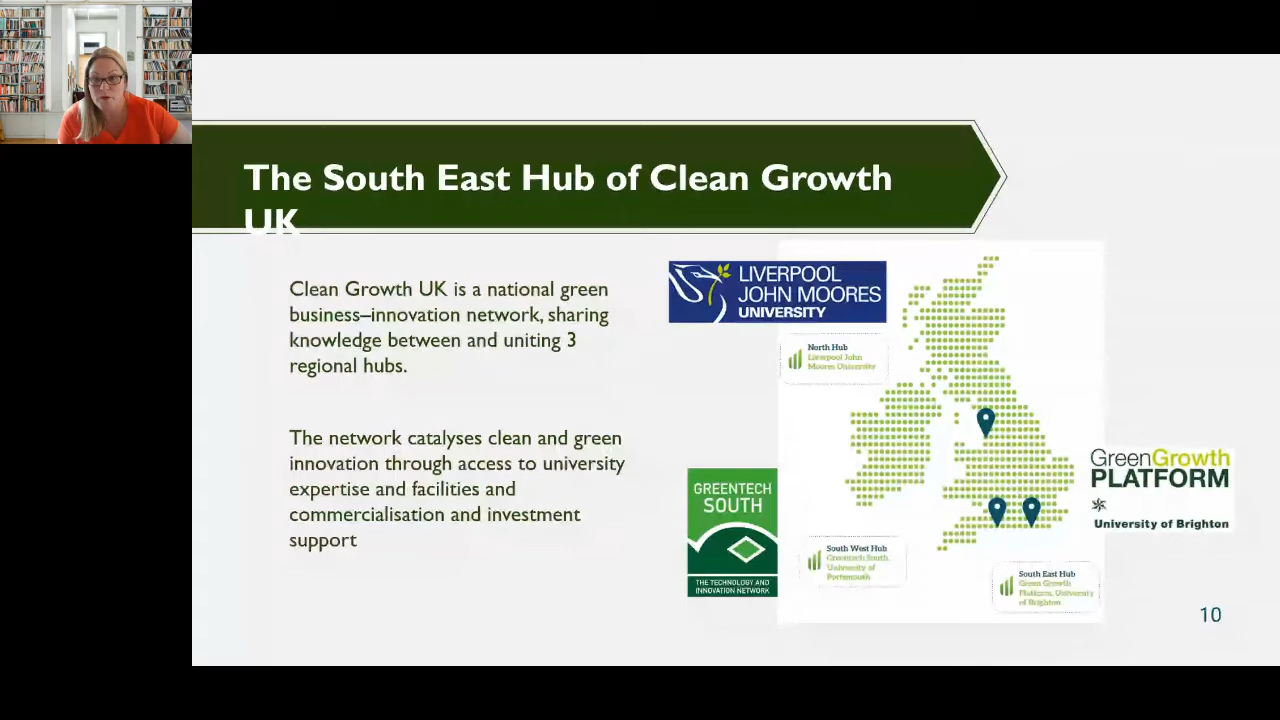 The South East Hub of Clean Growth
UK
Clean Growth UK is a national green
business–innovation network, sharing
knowledge between and uniting 3
regional hubs.
The network catalyses clean and green
innovation through access to university
expertise and facilities and
commercialisation and investment
support
LIVERPOOL
JOHN MOORES
UNIVERSITY
North Hub
Liverpool John
Moores University
GreenGrowth
PLATFORM
University of Brighton
GREENTECH
SOUTH
THE TECHNOLOGY AND
INNOVATION NETWORK
South West Hub
Greentech South,
University of
Portsmouth
South East Hub
Green Growth
Platform, University
of Brighton
10